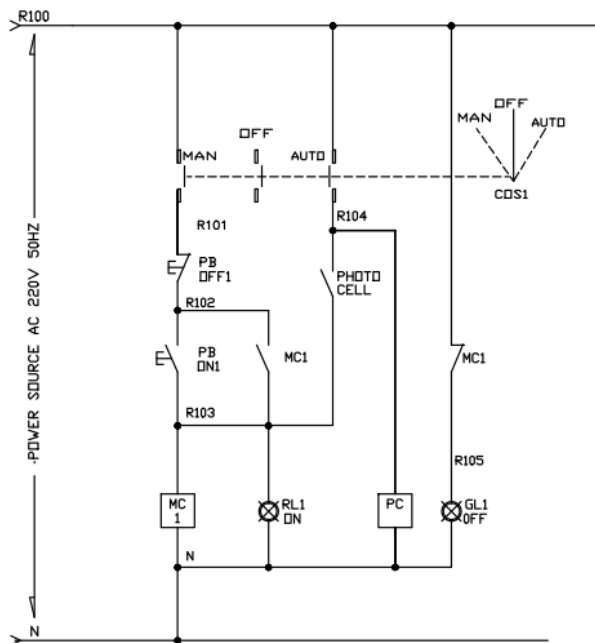 R100
OFF
MAN
AUTO
COS1
OFF
MAN
AUTO
R101
R104
PB
OFF1
PHOTO
CELL
R102
PB
ON1
MC1
MC1
R103
R105
MC
1
RL1
ON
PC
GL1
OFF
N
N
POWER SOURCE AC 220V 50HZ